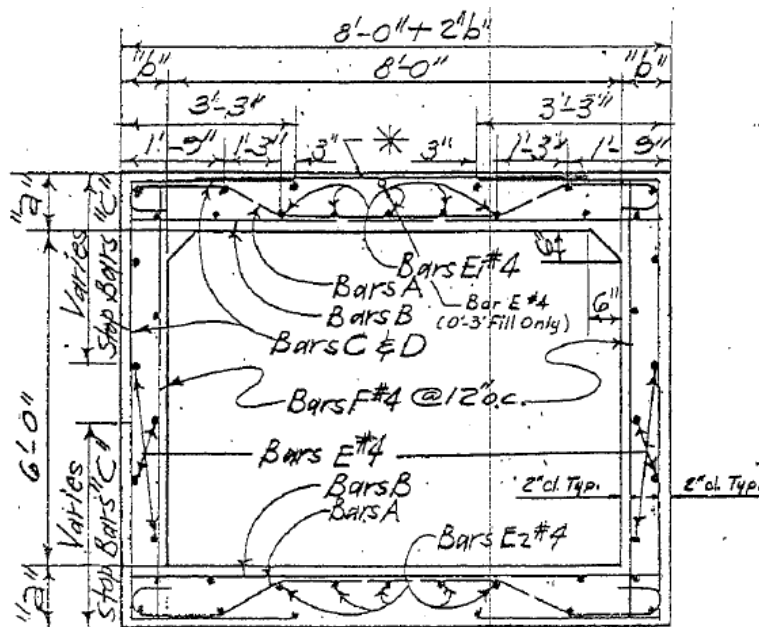 8'-0" + 2"b"
"b" 8'-0" "b"
3'-3" 3'-3"
1'-9" 1'-3" 3" 3" 1'-3" 1'-9"
"a"
Varies
Stop Bars "C"
6"
6"
Bars E1 #4
Bars A
Bars B
Bar E #4
(0'-3' Fill Only)
Bars C & D
6'-0"
Bars F #4 @ 12" o.c.
Bars E #4
Bars B
Bars A
2" cl. Typ. 2" cl. Typ.
Varies
Stop Bars "C"
Bars E2 #4
"a"